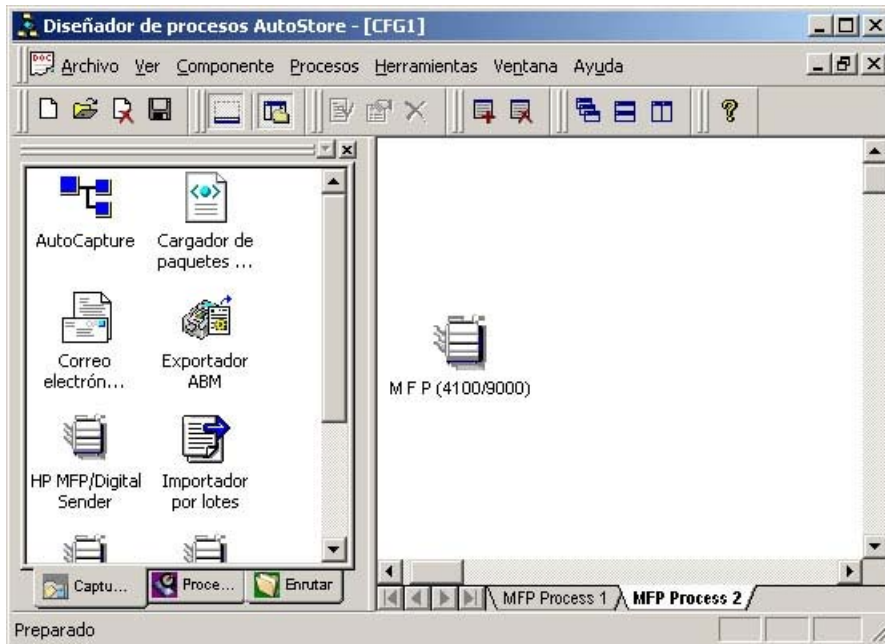 Diseñador de procesos AutoStore - [CFG1]
Archivo Ver Componente Procesos Herramientas Ventana Ayuda
AutoCapture
Cargador de
paquetes ...
Correo
electrón...
Exportador
ABM
HP MFP/Digital
Sender
Importador
por lotes
Captu...
Proce...
Enrutar
M F P (4100/9000)
MFP Process 1
MFP Process 2
Preparado